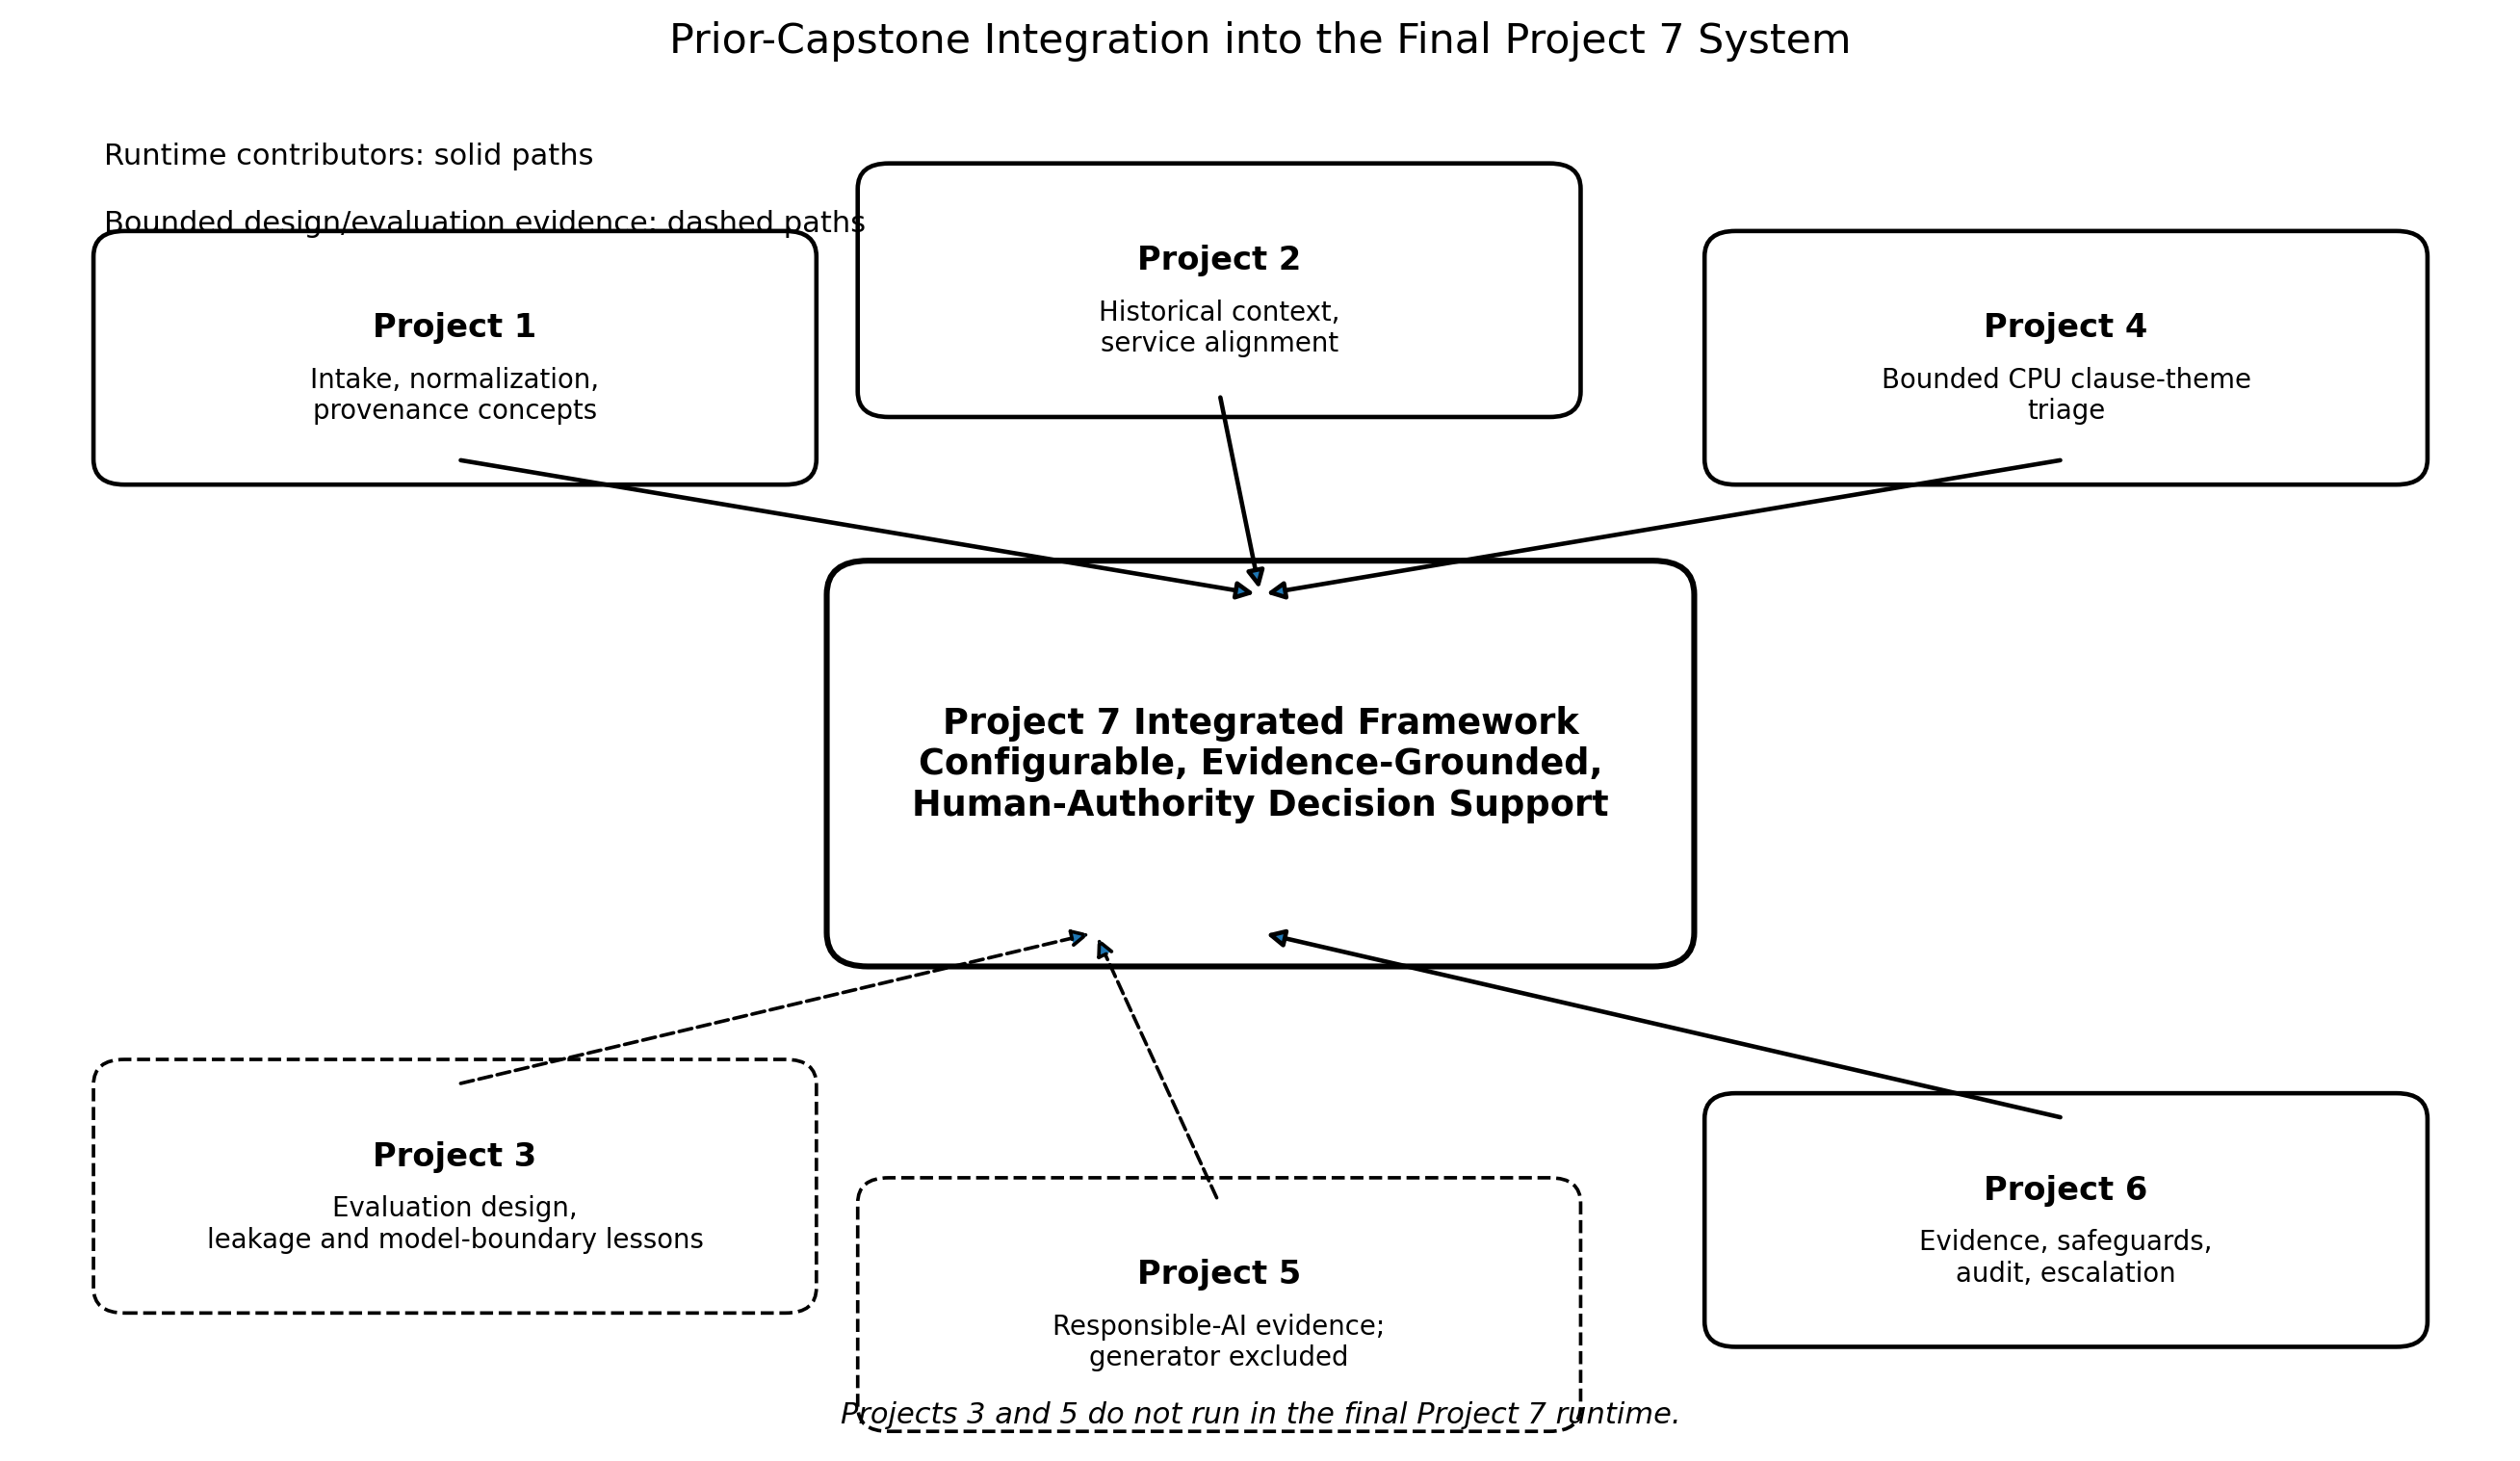 Prior-Capstone Integration into the Final Project 7 System
Runtime contributors: solid paths
Bounded design/evaluation evidence: dashed paths
Project 1
Intake, normalization,
provenance concepts
Project 2
Historical context,
service alignment
Project 4
Bounded CPU clause-theme
triage
Project 7 Integrated Framework
Configurable, Evidence-Grounded,
Human-Authority Decision Support
Project 3
Evaluation design,
leakage and model-boundary lessons
Project 5
Responsible-AI evidence;
generator excluded
Project 6
Evidence, safeguards,
audit, escalation
Projects 3 and 5 do not run in the final Project 7 runtime.